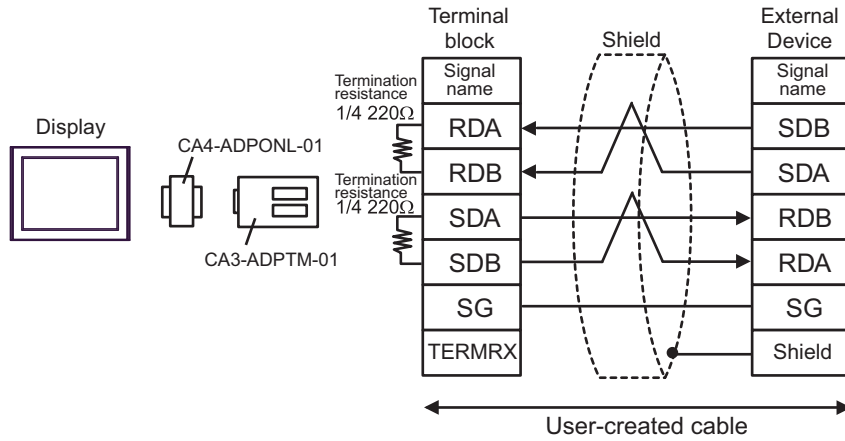 Terminal
block
Shield
External
Device
Signal
name
Signal
name
Termination
resistance
1/4 220Ω
Display
CA4-ADPONL-01
RDA
SDB
RDB
SDA
Termination
resistance
1/4 220Ω
SDA
RDB
CA3-ADPTM-01
SDB
RDA
SG
SG
TERMRX
Shield
User-created cable